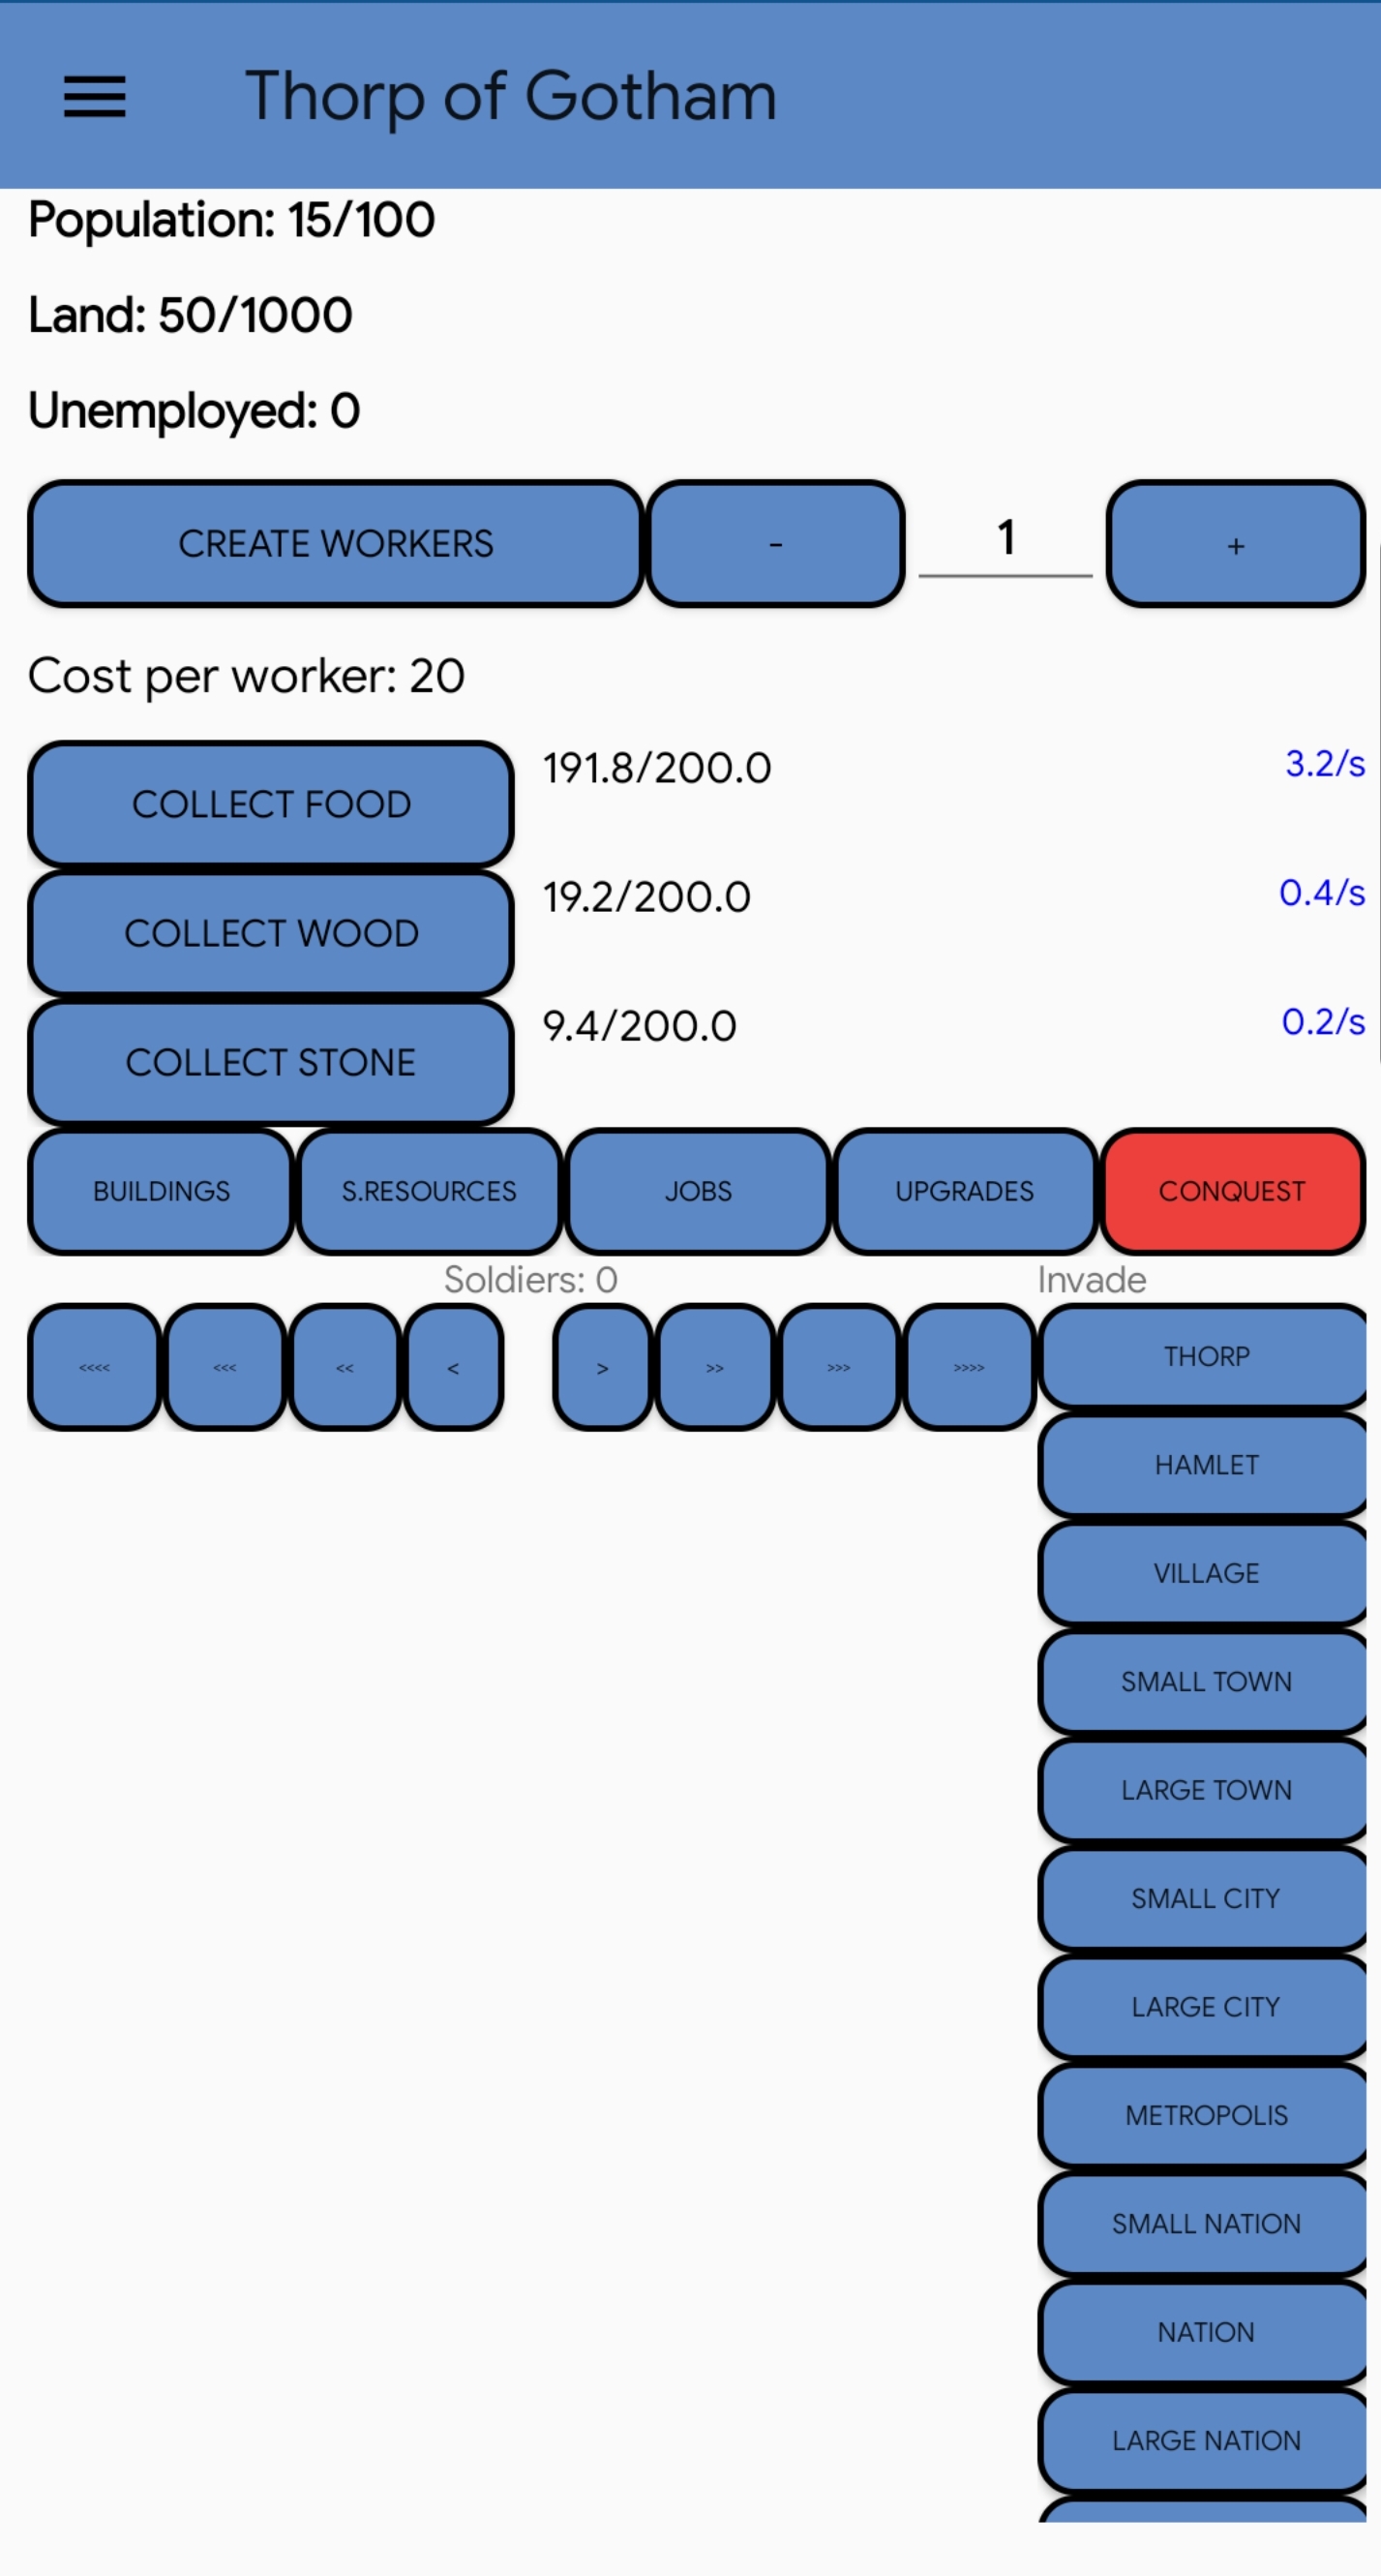 Thorp of Gotham
Population: 15/100
Land: 50/1000
Unemployed: 0
CREATE WORKERS - 1 +
Cost per worker: 20
COLLECT FOOD 191.8/200.0 3.2/s
COLLECT WOOD 19.2/200.0 0.4/s
COLLECT STONE 9.4/200.0 0.2/s
BUILDINGS S.RESOURCES JOBS UPGRADES CONQUEST
Soldiers: 0 Invade
<<<< <<< << < > >> >>> >>>> THORP
HAMLET
VILLAGE
SMALL TOWN
LARGE TOWN
SMALL CITY
LARGE CITY
METROPOLIS
SMALL NATION
NATION
LARGE NATION